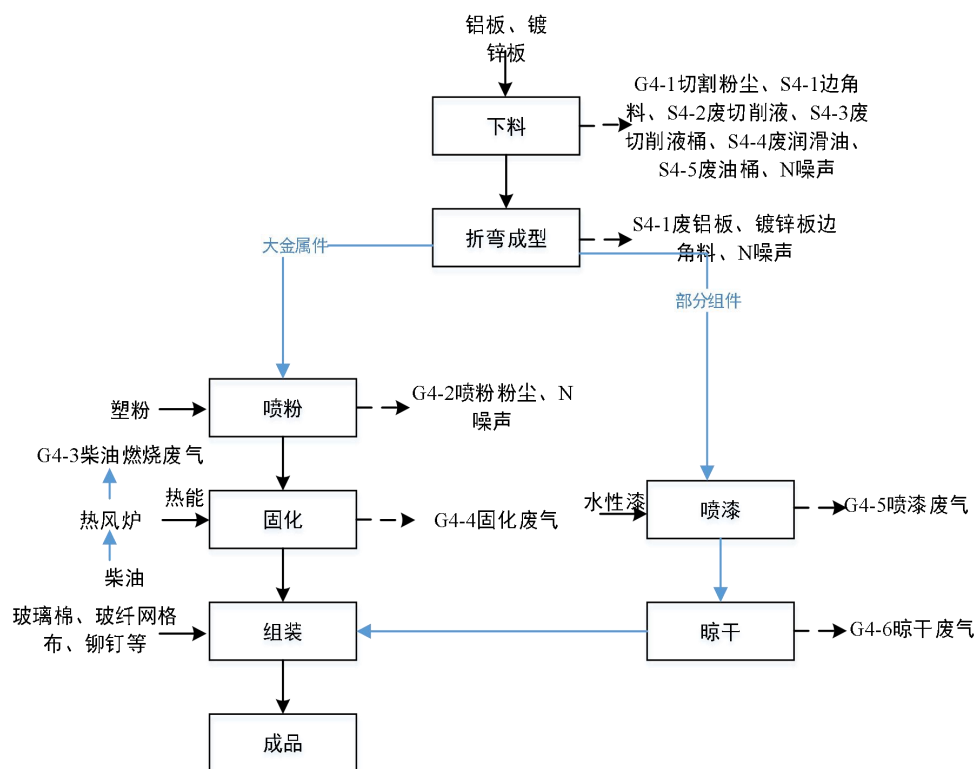 铝板、镀
锌板
G4-1切割粉尘、S4-1边角
料、S4-2废切削液、S4-3废
切削液桶、S4-4废润滑油、
S4-5废油桶、N噪声
下料
折弯成型
S4-1废铝板、镀锌板边
角料、N噪声
大金属件
部分组件
塑粉
喷粉
G4-2喷粉粉尘、N
噪声
G4-3柴油燃烧废气
热能
热风炉
固化
G4-4固化废气
水性漆
喷漆
G4-5喷漆废气
柴油
玻璃棉、玻纤网格
布、铆钉等
组装
晾干
G4-6晾干废气
成品